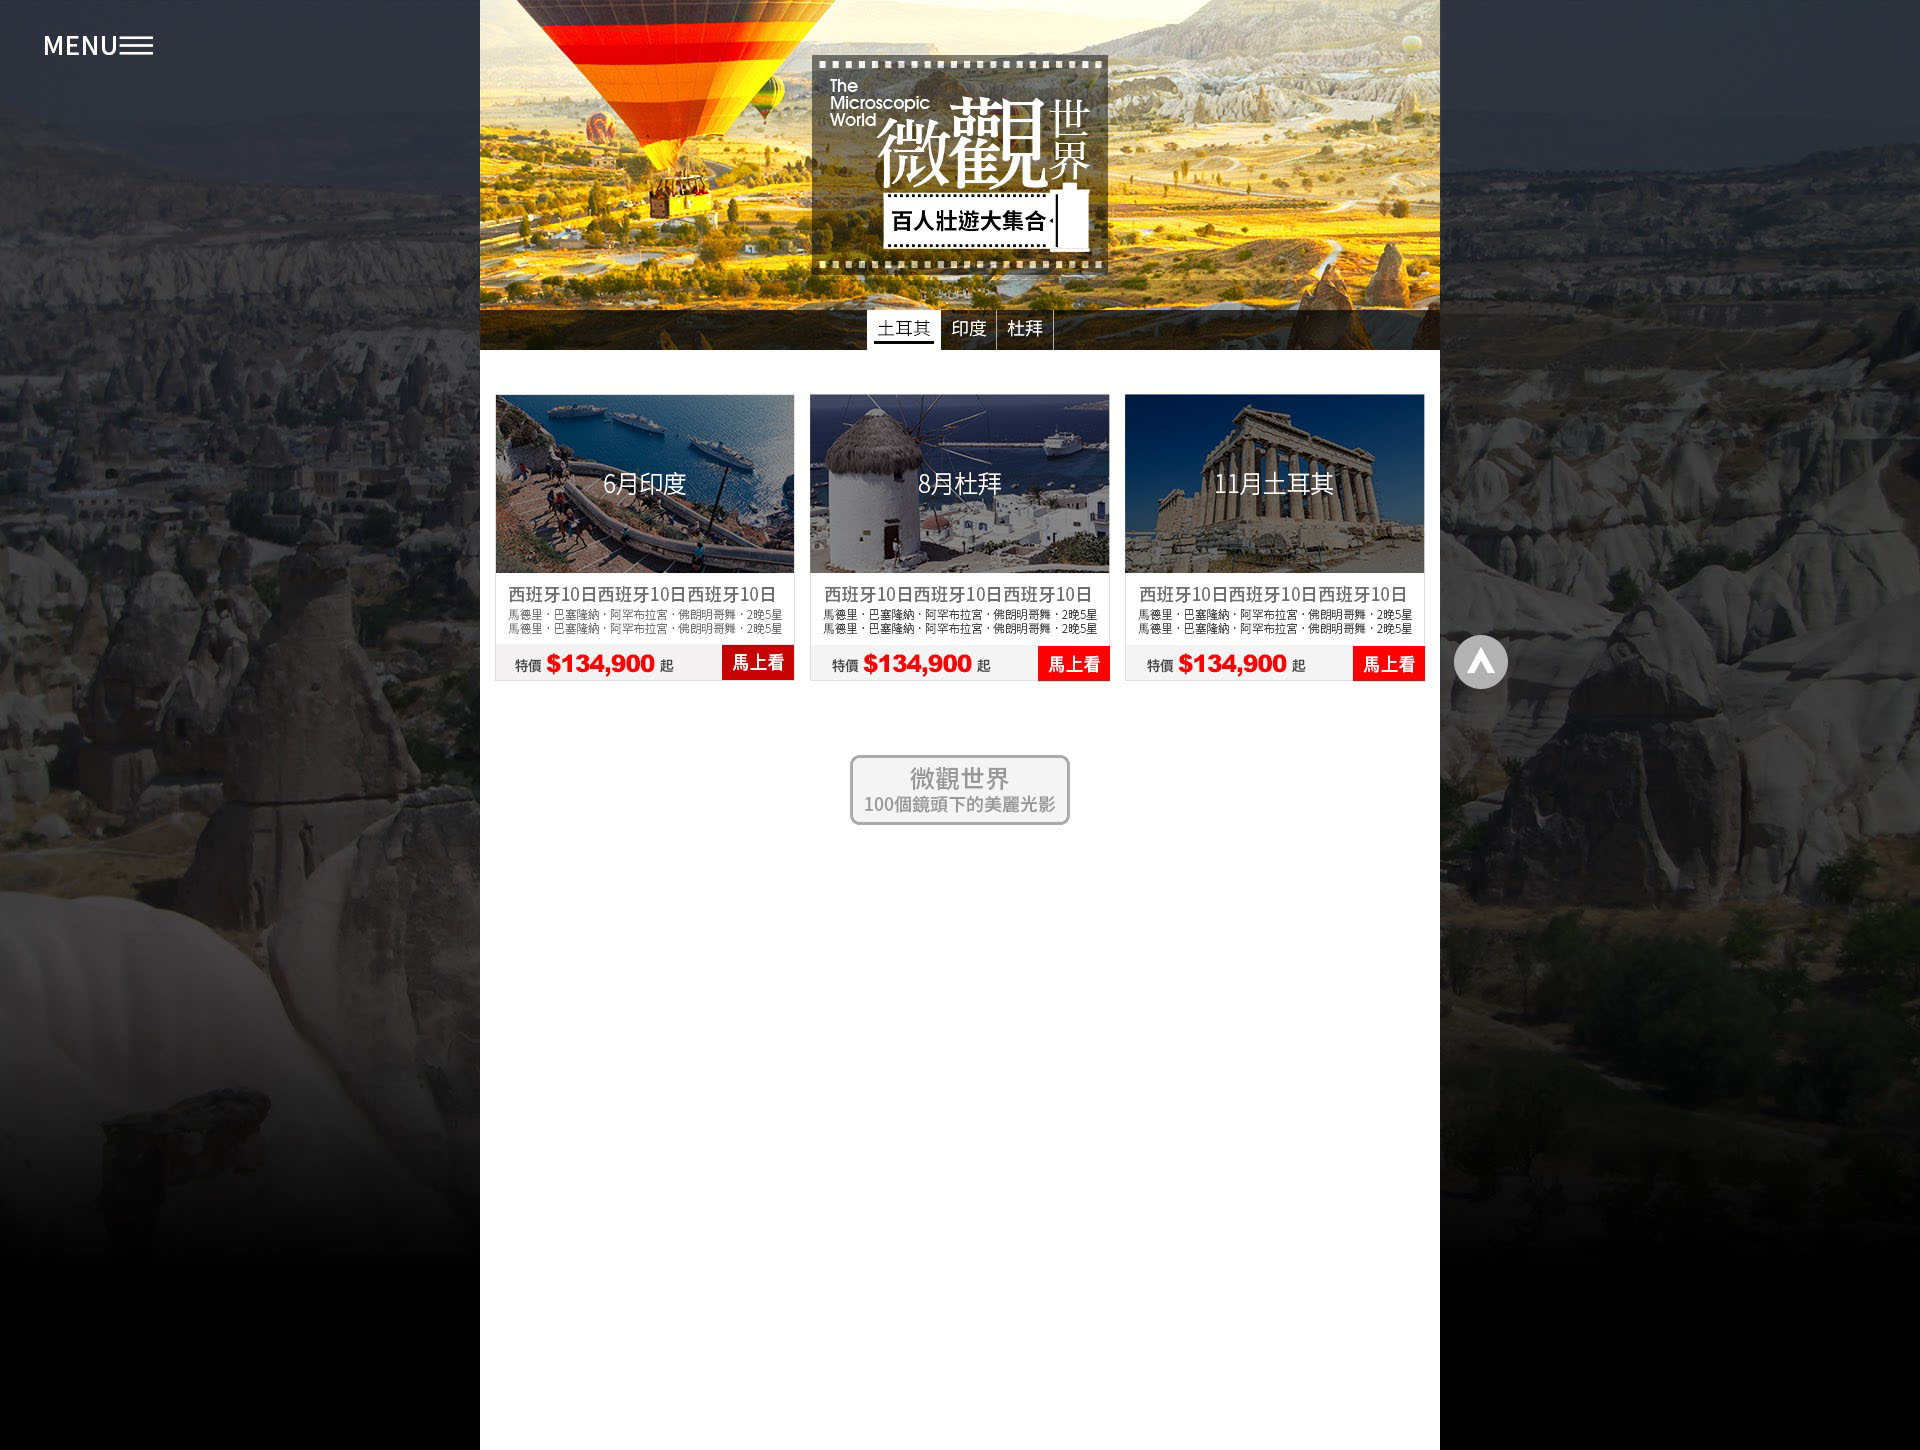 MENU
The
Microscopic
World
微觀世界
百人壯遊大集合
土耳其
印度
杜拜
6月印度
8月杜拜
11月土耳其
西班牙10日西班牙10日西班牙10日
馬德里·巴塞隆納·阿罕布拉宮·佛朗明哥舞·2晚5星
馬德里·巴塞隆納·阿罕布拉宮·佛朗明哥舞·2晚5星
特價 $134,900 起
馬上看
西班牙10日西班牙10日西班牙10日
馬德里·巴塞隆納·阿罕布拉宮·佛朗明哥舞·2晚5星
馬德里·巴塞隆納·阿罕布拉宮·佛朗明哥舞·2晚5星
特價 $134,900 起
馬上看
西班牙10日西班牙10日西班牙10日
馬德里·巴塞隆納·阿罕布拉宮·佛朗明哥舞·2晚5星
馬德里·巴塞隆納·阿罕布拉宮·佛朗明哥舞·2晚5星
特價 $134,900 起
馬上看
微觀世界
100個鏡頭下的美麗光影